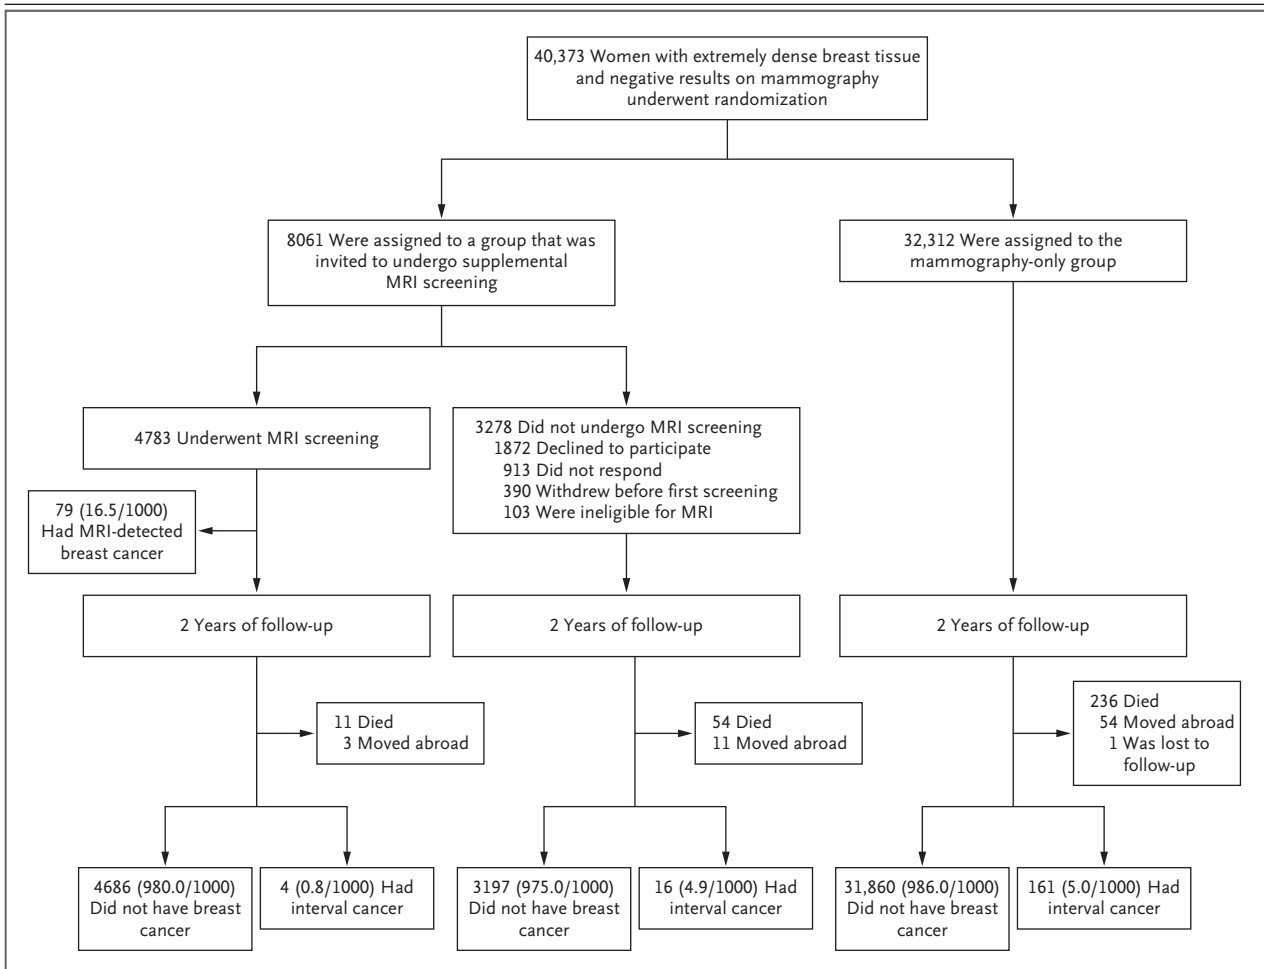 40,373 Women with extremely dense breast tissue
and negative results on mammography
underwent randomization
8061 Were assigned to a group that was
invited to undergo supplemental
MRI screening
32,312 Were assigned to the
mammography-only group
4783 Underwent MRI screening
3278 Did not undergo MRI screening
1872 Declined to participate
913 Did not respond
390 Withdrew before first screening
103 Were ineligible for MRI
79 (16.5/1000)
Had MRI-detected
breast cancer
2 Years of follow-up
2 Years of follow-up
2 Years of follow-up
11 Died
3 Moved abroad
54 Died
11 Moved abroad
236 Died
54 Moved abroad
1 Was lost to
follow-up
4686 (980.0/1000)
Did not have breast
cancer
4 (0.8/1000) Had
interval cancer
3197 (975.0/1000)
Did not have breast
cancer
16 (4.9/1000) Had
interval cancer
31,860 (986.0/1000)
Did not have breast
cancer
161 (5.0/1000) Had
interval cancer